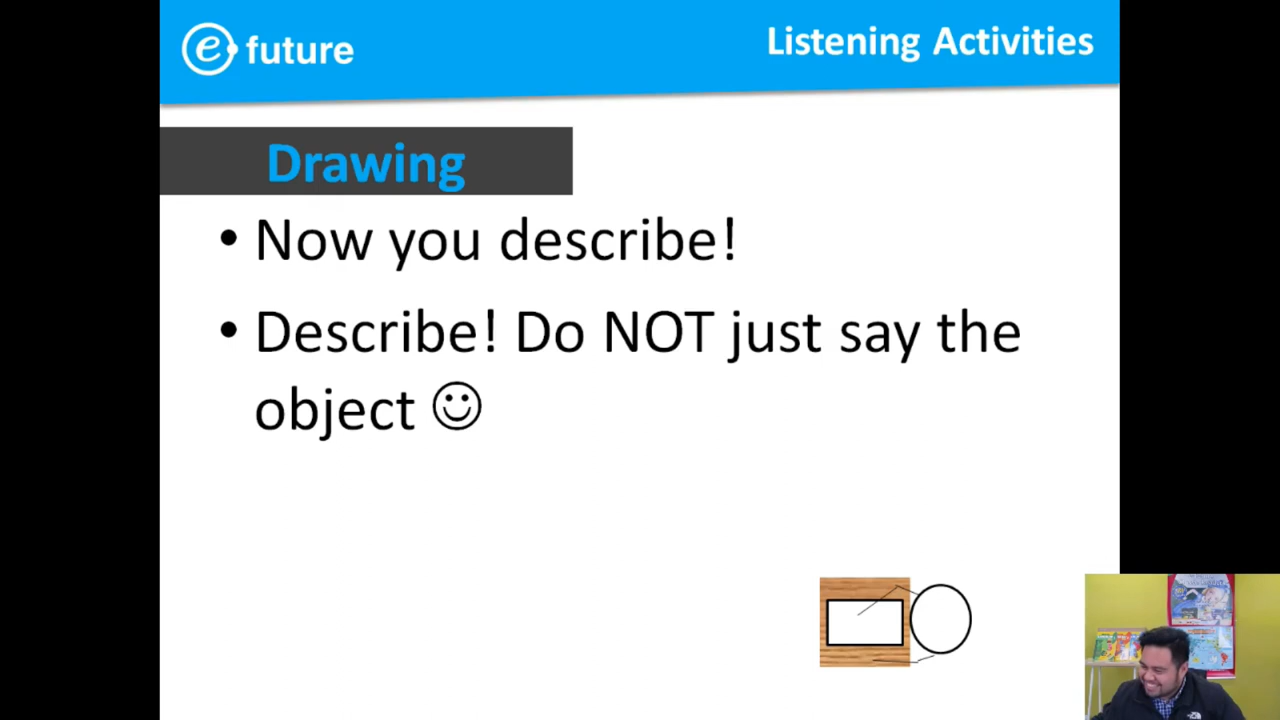 e future
Listening Activities
Drawing
• Now you describe!
• Describe! Do NOT just say the
object ☺